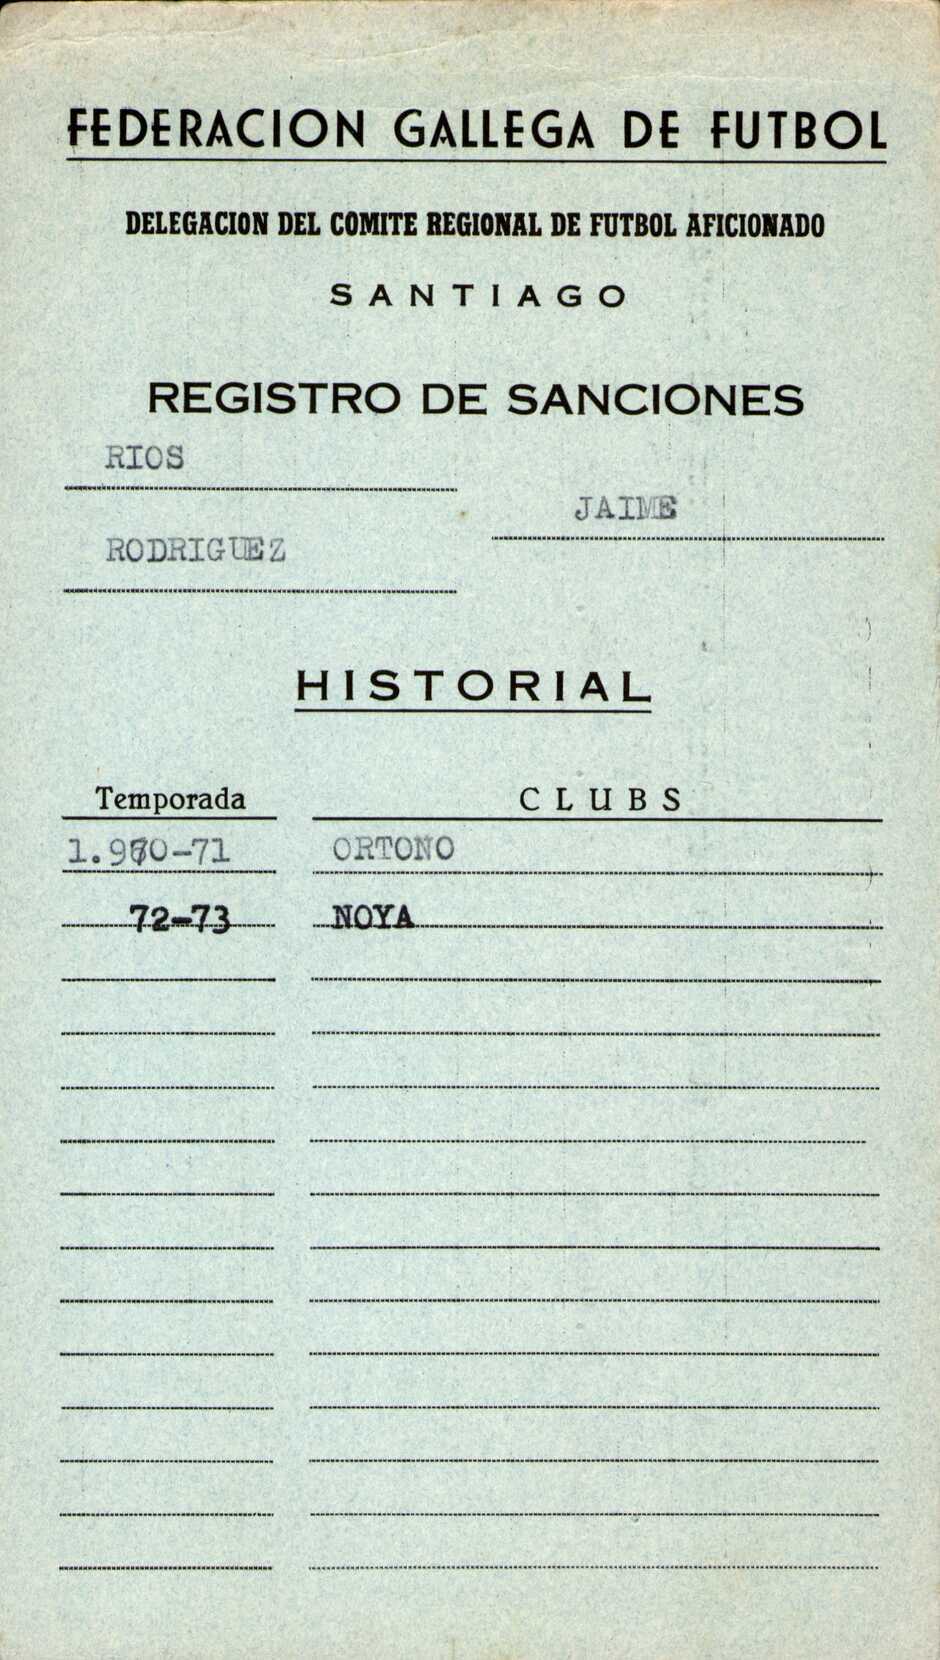 FEDERACION GALLEGA DE FUTBOL
DELEGACION DEL COMITE REGIONAL DE FUTBOL AFICIONADO
SANTIAGO
REGISTRO DE SANCIONES
RIOS
JAIME
RODRIGUEZ
HISTORIAL
Temporada CLUBS
1.970-71 ORTOÑO
72-73 NOYA